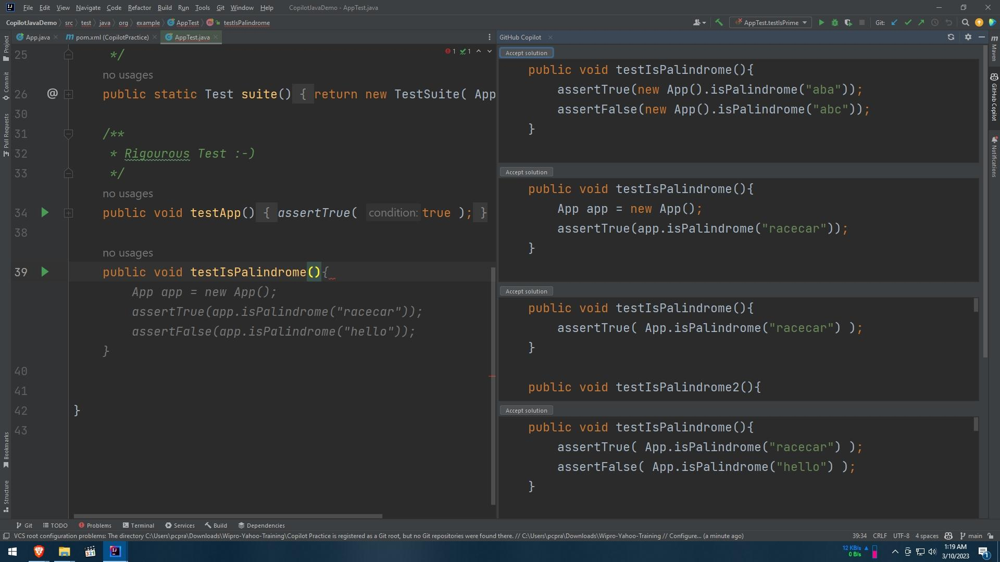 File Edit View Navigate Code Refactor Build Run Tools Git Window Help CopilotJavaDemo - AppTest.java
CopilotJavaDemo src test java org example AppTest m testIsPalindrome AppTest.testIsPrime Git:
App.java m pom.xml (CopilotPractice) AppTest.java
GitHub Copilot
Project
Commit
Pull Requests
Bookmarks
Structure
1 1
25 */
no usages
26 @ public static Test suite() { return new TestSuite( App
30
31 /**
32 * Rigourous Test :-)
33 */
no usages
34 public void testApp() { assertTrue( condition: true ); }
38
no usages
39 public void testIsPalindrome(){
App app = new App();
assertTrue(app.isPalindrome("racecar"));
assertFalse(app.isPalindrome("hello"));
}
40
41
42 }
43
Accept solution
public void testIsPalindrome(){
assertTrue(new App().isPalindrome("aba"));
assertFalse(new App().isPalindrome("abc"));
}
Accept solution
public void testIsPalindrome(){
App app = new App();
assertTrue(app.isPalindrome("racecar"));
}
Accept solution
public void testIsPalindrome(){
assertTrue( App.isPalindrome("racecar") );
}
public void testIsPalindrome2(){
Accept solution
public void testIsPalindrome(){
assertTrue( App.isPalindrome("racecar") );
assertFalse( App.isPalindrome("hello") );
}
m Maven
GitHub Copilot
Notifications
Git TODO Problems Terminal Services Build Dependencies
VCS root configuration problems: The directory C:\Users\pcpra\Downloads\Wipro-Yahoo-Training\Copilot Practice is registered as a Git root, but no Git repositories were found there. // C:\Users\pcpra\Downloads\Wipro-Yahoo-Training // Configure... (a minute ago) 39:34 CRLF UTF-8 4 spaces main
321
12 KB/s
0 B/s
1:19 AM
3/10/2023
1